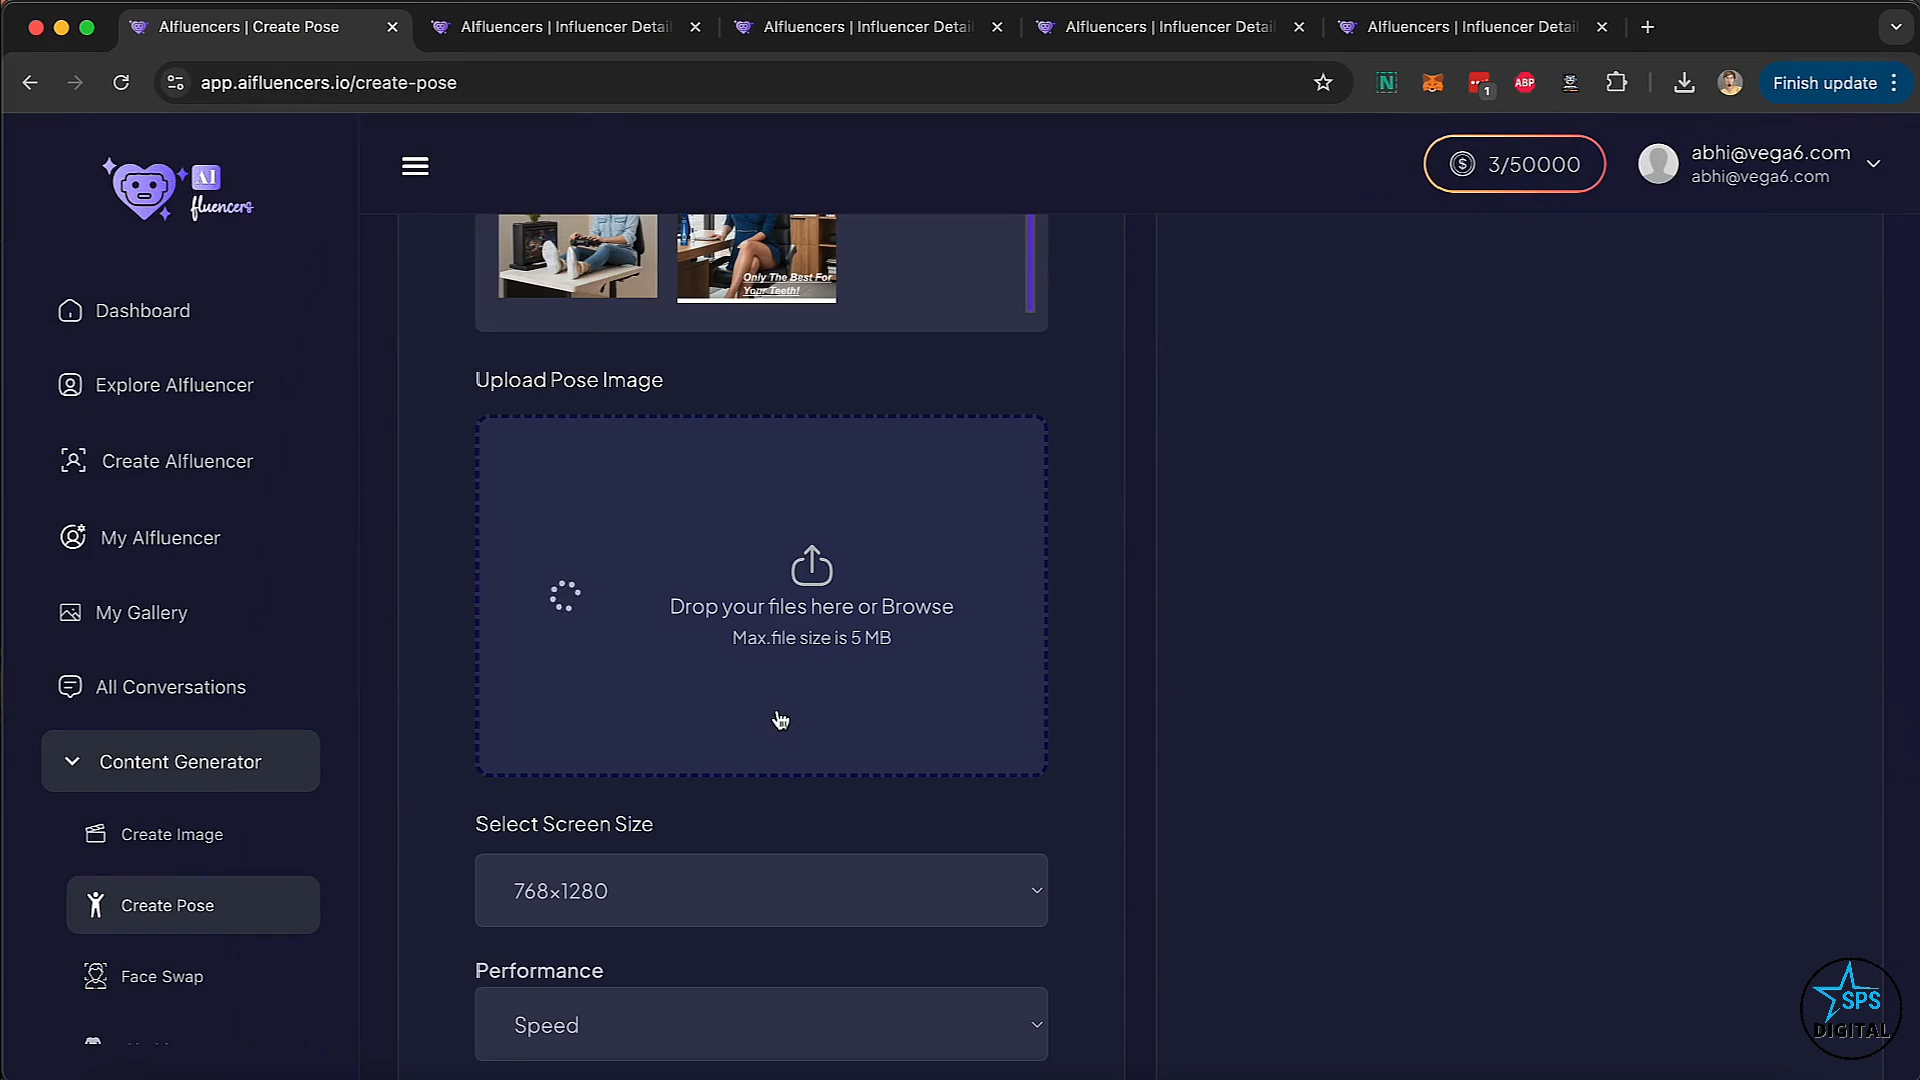 AIfluencers | Create Pose
AIfluencers | Influencer Detail
AIfluencers | Influencer Detail
AIfluencers | Influencer Detail
AIfluencers | Influencer Detail
app.aifluencers.io/create-pose
N
1
ABP
Finish update
AI
fluencers
$ 3/50000
abhi@vega6.com
abhi@vega6.com
Dashboard
Explore AIfluencer
Create AIfluencer
My AIfluencer
My Gallery
All Conversations
Content Generator
Create Image
Create Pose
Face Swap
Only The Best For
Your Teeth!
Upload Pose Image
Drop your files here or Browse
Max.file size is 5 MB
Select Screen Size
768×1280
Performance
Speed
SPS
DIGITAL